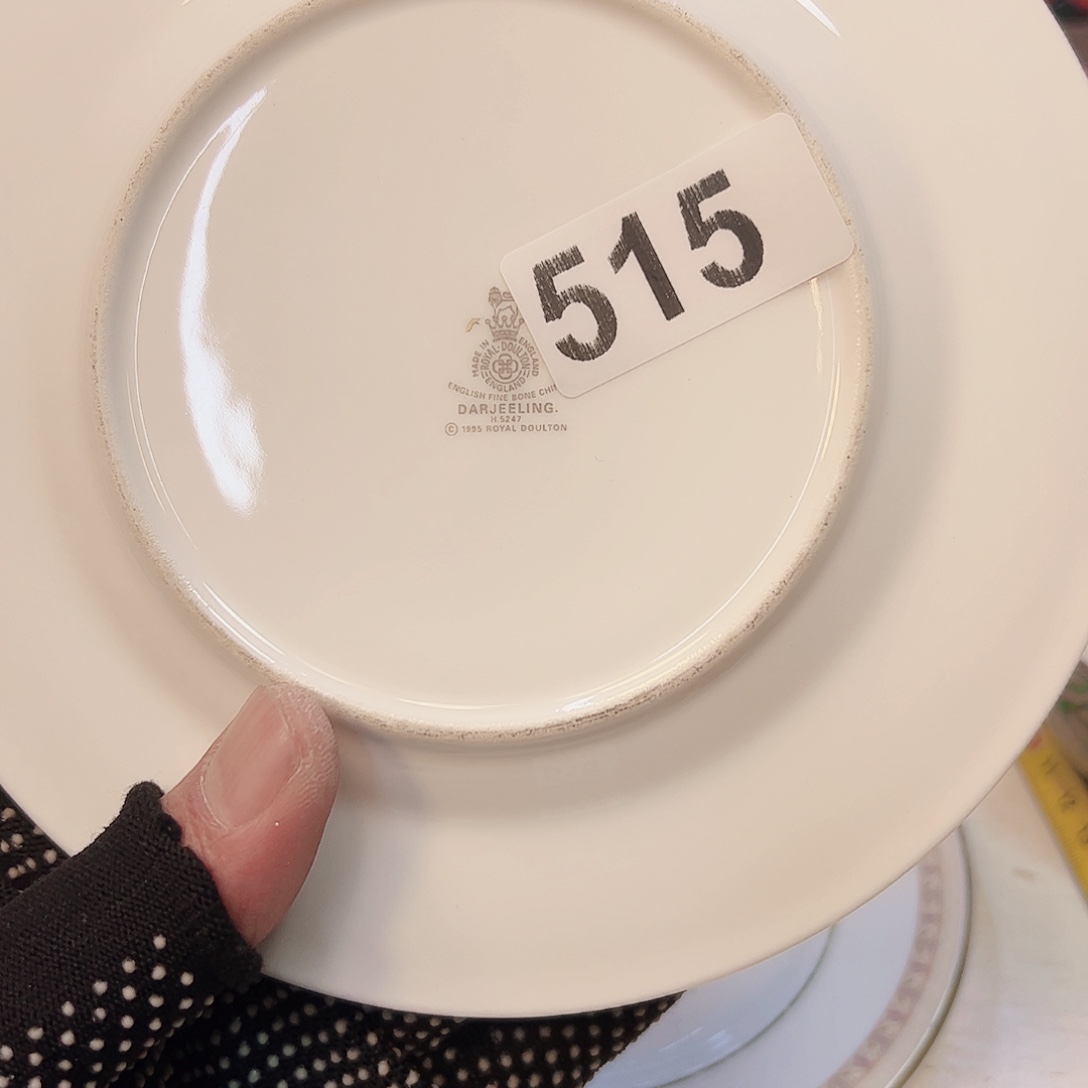 515
MADE IN ENGLAND
ROYAL DOULTON
ENGLAND
ENGLISH FINE BONE CHI
DARJEELING.
H.5247
© 1995 ROYAL DOULTON